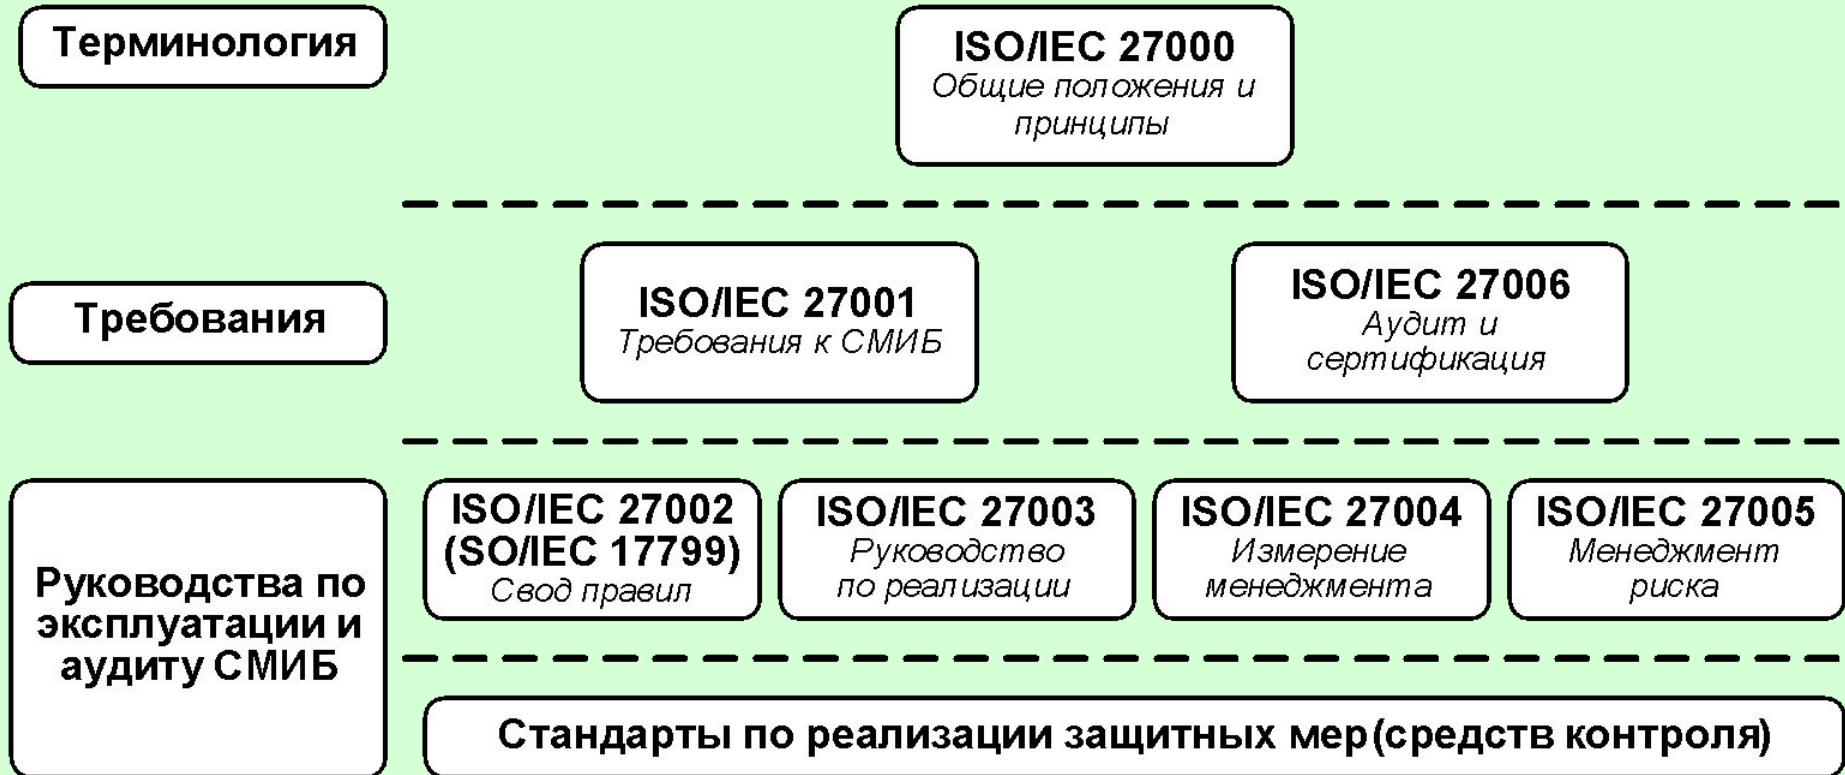 Терминология
ISO/IEC 27000
Общие положения и
принципы
Требования
ISO/IEC 27001
Требования к СМИБ
ISO/IEC 27006
Аудит и
сертификация
Руководства по
эксплуатации и
аудиту СМИБ
ISO/IEC 27002
(SO/IEC 17799)
Свод правил
ISO/IEC 27003
Руководство
по реализации
ISO/IEC 27004
Измерение
менеджмента
ISO/IEC 27005
Менеджмент
риска
Стандарты по реализации защитных мер(средств контроля)